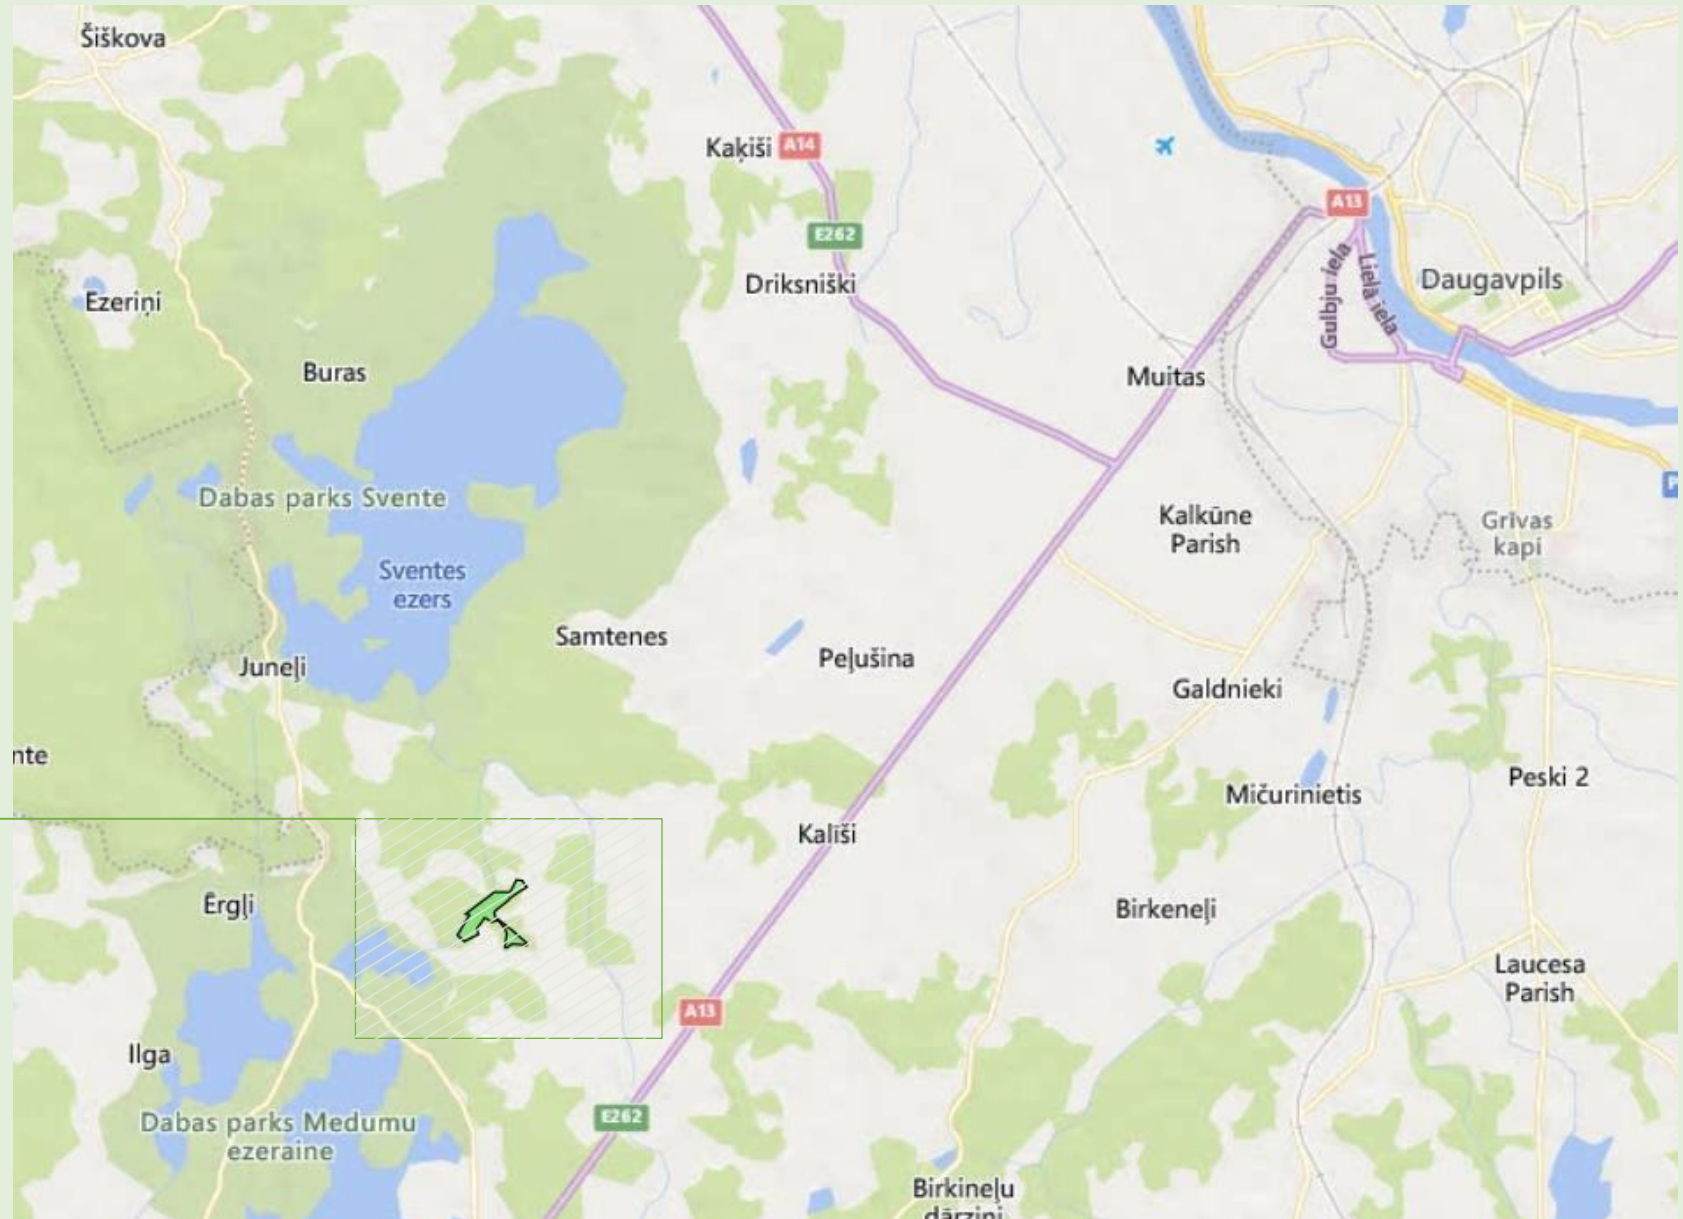 Šiškova
Kaķiši
A14
A13
E262
Gulbju iela
Lielā iela
Daugavpils
Driksniški
Ezeriņi
Buras
Muitas
Dabas parks Svente
P
Kalkūne
Parish
Grīvas
kapi
Sventes
ezers
Samtenes
Peļušina
Juneļi
Galdnieki
nte
Mičurinietis
Peski 2
Kalīši
Ērgļi
Birkeneļi
Laucesa
Parish
A13
Ilga
E262
Dabas parks Medumu
ezeraine
Birkineļu
dārziņi